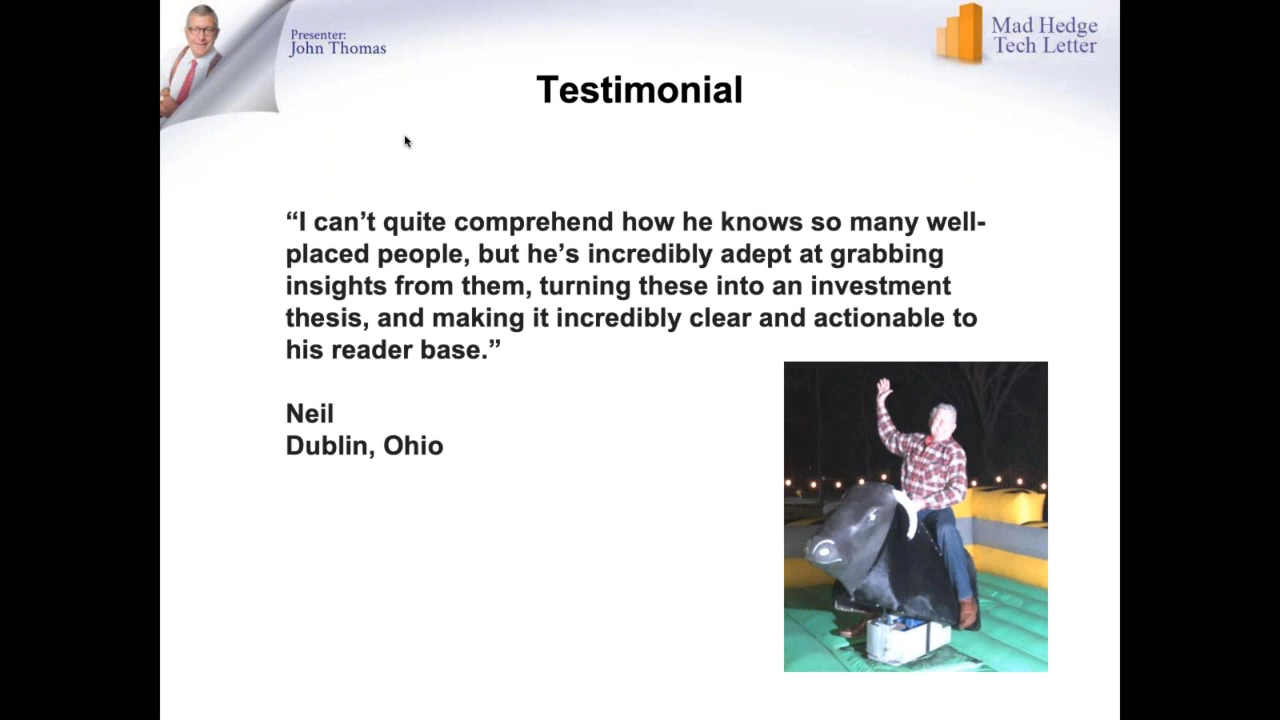 Presenter:
John Thomas
Mad Hedge
Tech Letter
Testimonial
“I can’t quite comprehend how he knows so many well-
placed people, but he’s incredibly adept at grabbing
insights from them, turning these into an investment
thesis, and making it incredibly clear and actionable to
his reader base.”
Neil
Dublin, Ohio